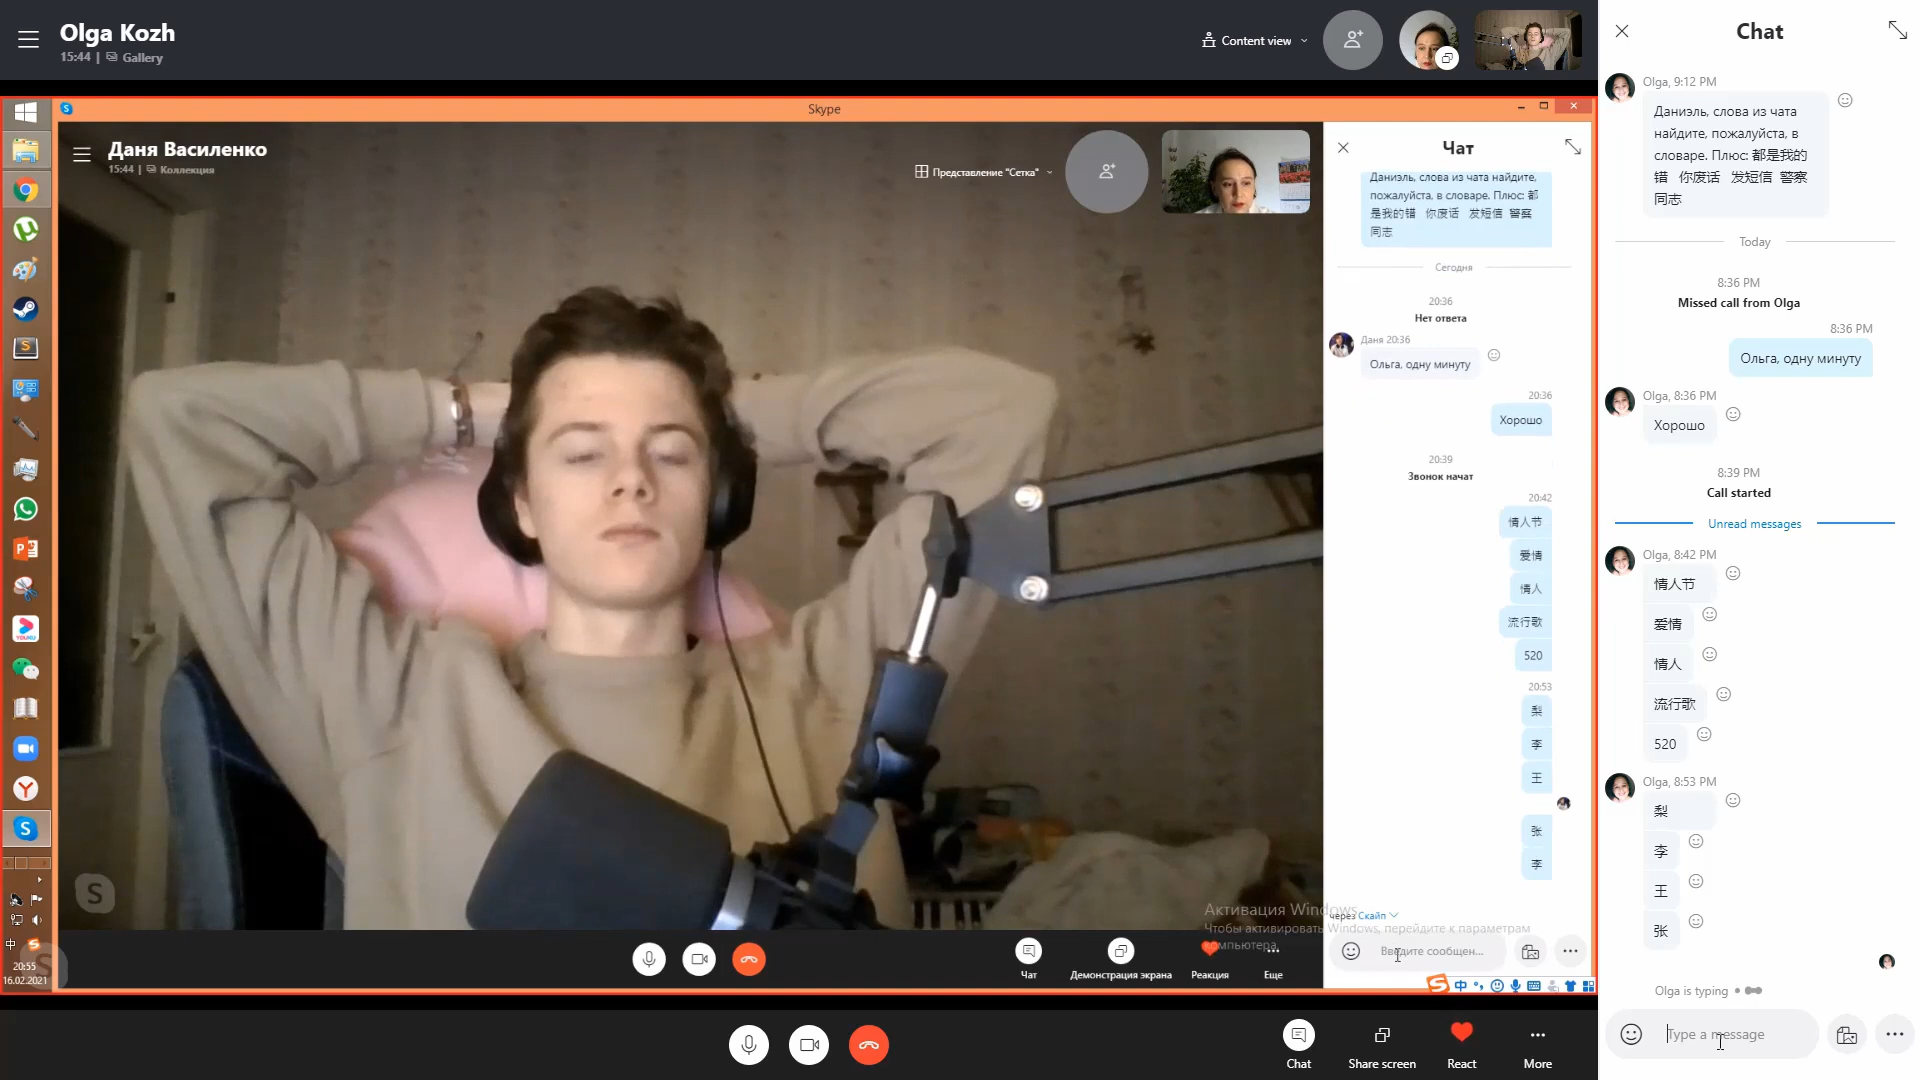 Olga Kozh
15:44 | Gallery
Content view
Skype
Даня Василенко
15:44 | Коллекция
Представление "Сетка"
Чат
Даниэль, слова из чата найдите,
пожалуйста, в словаре. Плюс: 都
是我的错 你废话 发短信 警察
同志
Сегодня
20:36
Нет ответа
Даня 20:36
Ольга, одну минуту
20:36
Хорошо
20:39
Звонок начат
20:42
情人节
爱情
情人
流行歌
520
20:53
梨
李
王
张
李
через Скайп
Активация Windows
Чтобы активировать Windows, перейдите к параметрам
компьютера.
Введите сообщен...
Чат
Демонстрация экрана
Реакция
Еще
YOUKU
中
20:55
16.02.2021
中
Chat
Share screen
React
More
Chat
Olga, 9:12 PM
Даниэль, слова из чата
найдите, пожалуйста, в
словаре. Плюс: 都是我的
错 你废话 发短信 警察
同志
Today
8:36 PM
Missed call from Olga
8:36 PM
Ольга, одну минуту
Olga, 8:36 PM
Хорошо
8:39 PM
Call started
Unread messages
Olga, 8:42 PM
情人节
爱情
情人
流行歌
520
Olga, 8:53 PM
梨
李
王
张
Olga is typing
Type a message